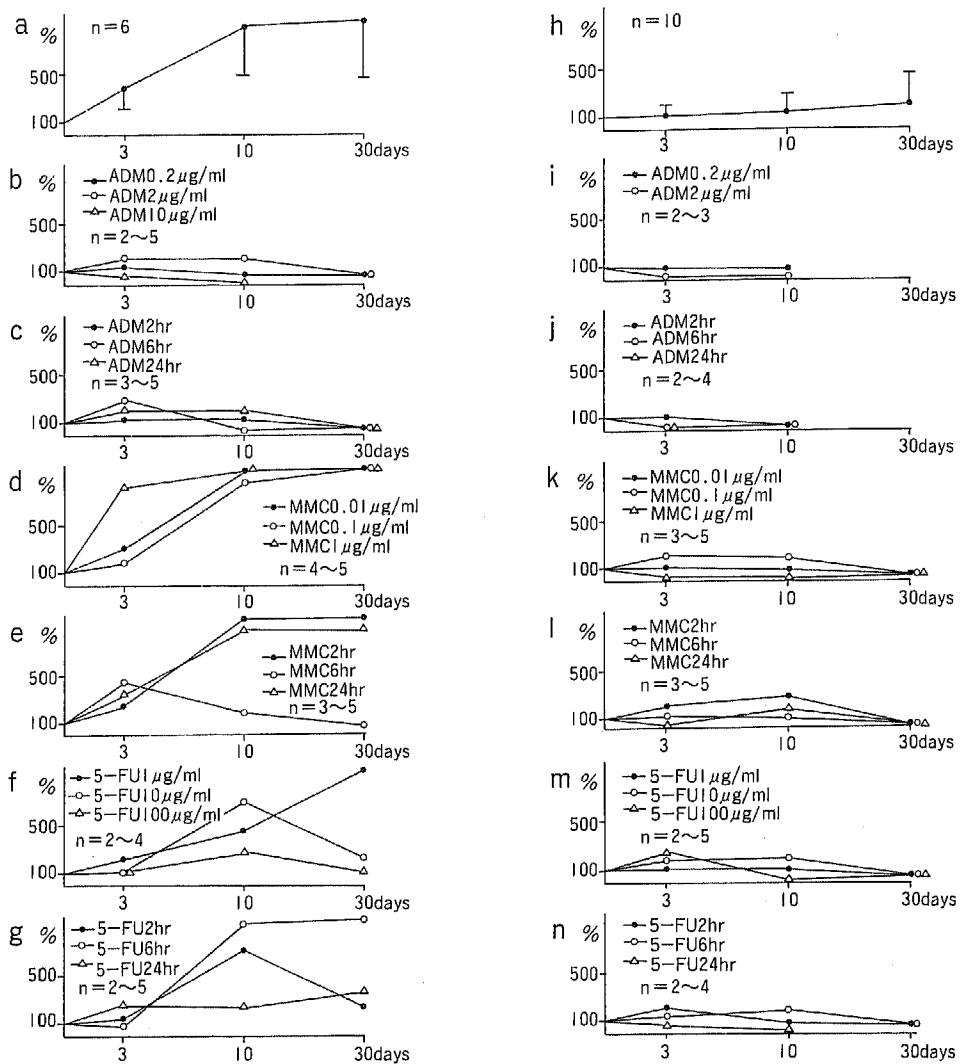 a
%
n=6
500
100
3
10
30days
b
%
ADM0.2μg/ml
ADM2μg/ml
ADM10μg/ml
n=2~5
500
100
3
10
30days
c
%
ADM2hr
ADM6hr
ADM24hr
n=3~5
500
100
3
10
30days
d
%
MMC0.01μg/ml
MMC0.1μg/ml
MMC1μg/ml
n=4~5
500
100
3
10
30days
e
%
MMC2hr
MMC6hr
MMC24hr
n=3~5
500
100
3
10
30days
f
%
5-FU1μg/ml
5-FU10μg/ml
5-FU100μg/ml
n=2~4
500
100
3
10
30days
g
%
5-FU2hr
5-FU6hr
5-FU24hr
n=2~5
500
100
3
10
30days
h
%
n=10
500
100
3
10
30days
i
%
ADM0.2μg/ml
ADM2μg/ml
n=2~3
500
100
3
10
30days
j
%
ADM2hr
ADM6hr
ADM24hr
n=2~4
500
100
3
10
30days
k
%
MMC0.01μg/ml
MMC0.1μg/ml
MMC1μg/ml
n=3~5
500
100
3
10
30days
l
%
MMC2hr
MMC6hr
MMC24hr
n=3~5
500
100
3
10
30days
m
%
5-FU1μg/ml
5-FU10μg/ml
5-FU100μg/ml
n=2~5
500
100
3
10
30days
n
%
5-FU2hr
5-FU6hr
5-FU24hr
n=2~4
500
100
3
10
30days